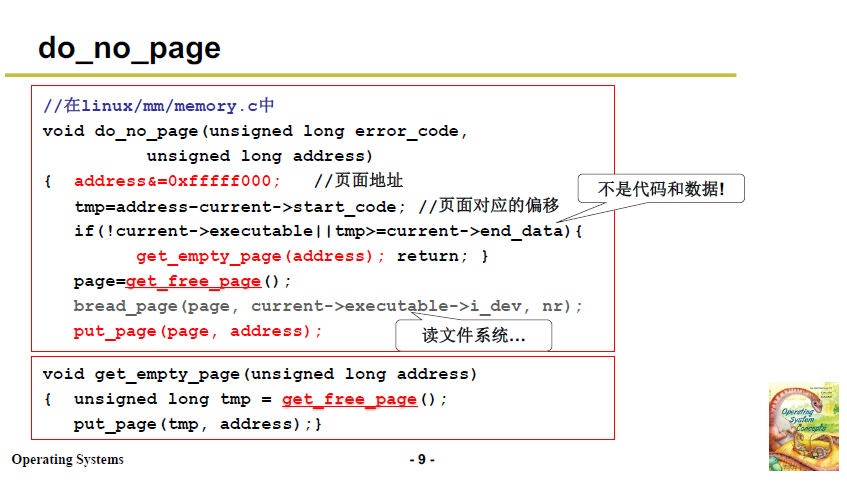 do_no_page
//在linux/mm/memory.c中
void do_no_page(unsigned long error_code,
unsigned long address)
{ address&=0xfffff000; //页面地址
不是代码和数据!
tmp=address-current->start_code; //页面对应的偏移
if(!current->executable||tmp>=current->end_data){
get_empty_page(address); return; }
page=get_free_page();
bread_page(page, current->executable->i_dev, nr);
put_page(page, address);
读文件系统…
void get_empty_page(unsigned long address)
{ unsigned long tmp = get_free_page();
put_page(tmp, address);}
Operating System Concepts
Operating Systems
- 9 -